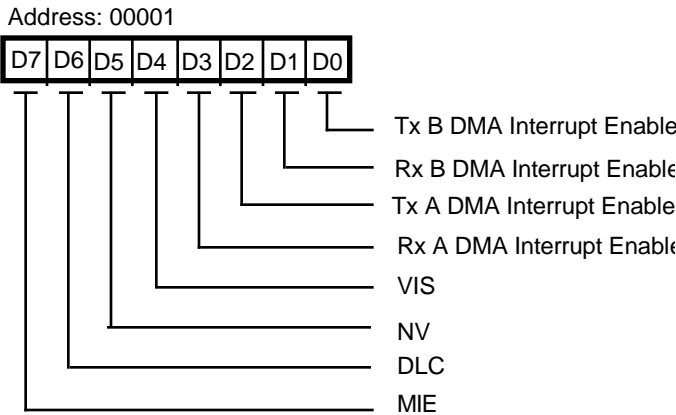 Address: 00001
D7 D6 D5 D4 D3 D2 D1 D0
Tx B DMA Interrupt Enable
Rx B DMA Interrupt Enable
Tx A DMA Interrupt Enable
Rx A DMA Interrupt Enable
VIS
NV
DLC
MIE